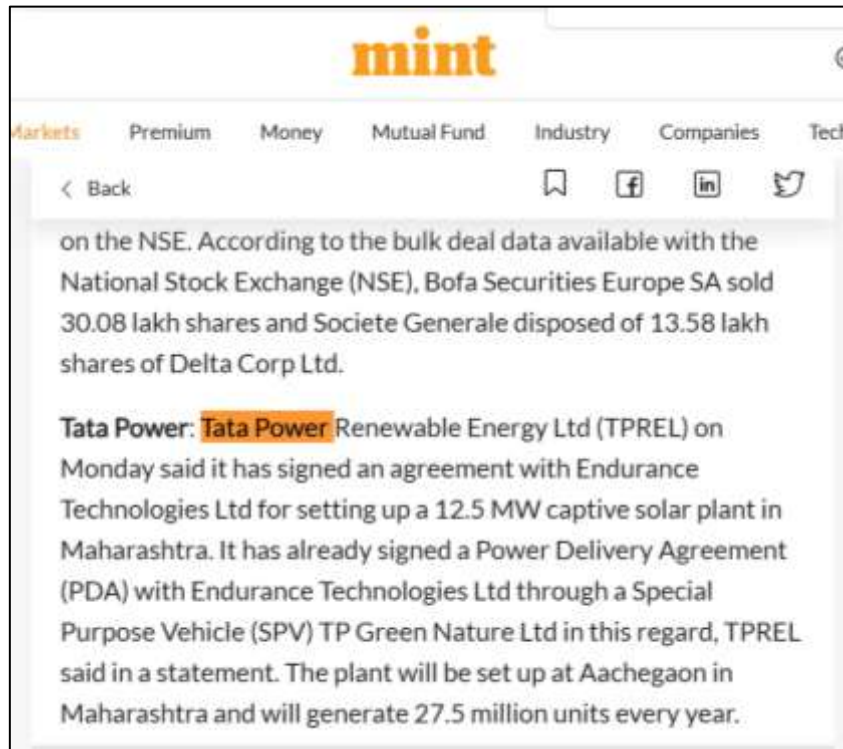 mint
Markets Premium Money Mutual Fund Industry Companies Tech
Back
on the NSE. According to the bulk deal data available with the
National Stock Exchange (NSE), Bofa Securities Europe SA sold
30.08 lakh shares and Societe Generale disposed of 13.58 lakh
shares of Delta Corp Ltd.
Tata Power: Tata Power Renewable Energy Ltd (TPREL) on
Monday said it has signed an agreement with Endurance
Technologies Ltd for setting up a 12.5 MW captive solar plant in
Maharashtra. It has already signed a Power Delivery Agreement
(PDA) with Endurance Technologies Ltd through a Special
Purpose Vehicle (SPV) TP Green Nature Ltd in this regard, TPREL
said in a statement. The plant will be set up at Aachegaon in
Maharashtra and will generate 27.5 million units every year.